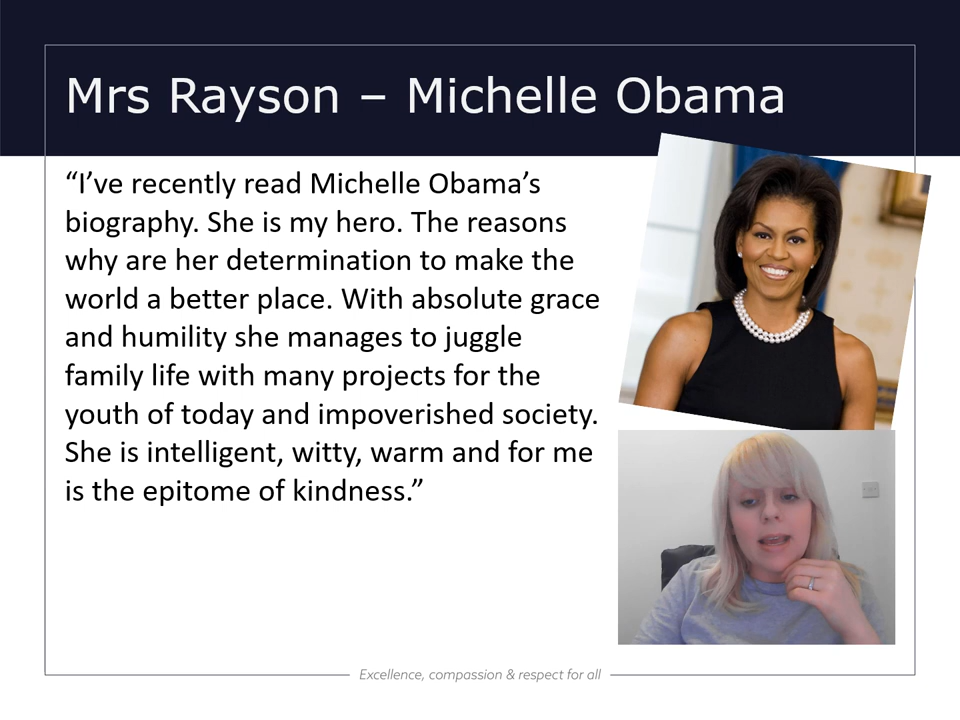 Mrs Rayson – Michelle Obama
“I’ve recently read Michelle Obama’s
biography. She is my hero. The reasons
why are her determination to make the
world a better place. With absolute grace
and humility she manages to juggle
family life with many projects for the
youth of today and impoverished society.
She is intelligent, witty, warm and for me
is the epitome of kindness.”
Excellence, compassion & respect for all